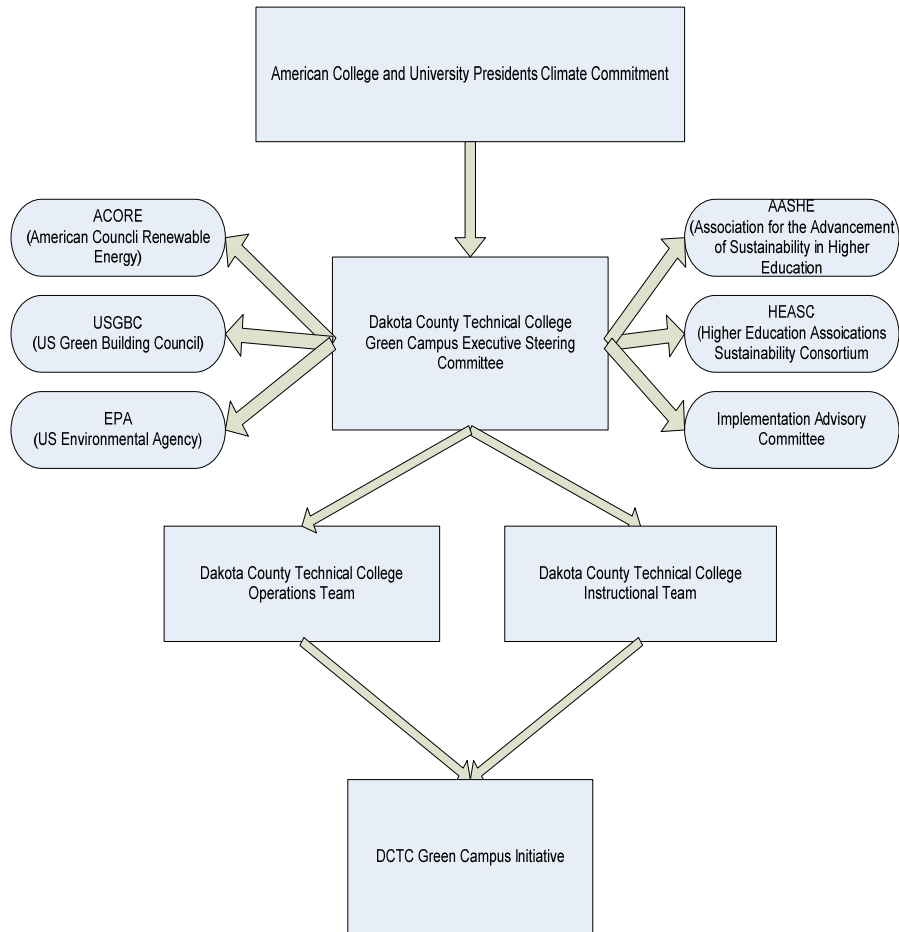 American College and University Presidents Climate Commitment
ACORE
(American Councli Renewable
Energy)
AASHE
(Association for the Advancement
of Sustainability in Higher
Education
USGBC
(US Green Building Council)
Dakota County Technical College
Green Campus Executive Steering
Committee
HEASC
(Higher Education Assoications
Sustainability Consortium
EPA
(US Environmental Agency)
Implementation Advisory
Committee
Dakota County Technical College
Operations Team
Dakota County Technical College
Instructional Team
DCTC Green Campus Initiative